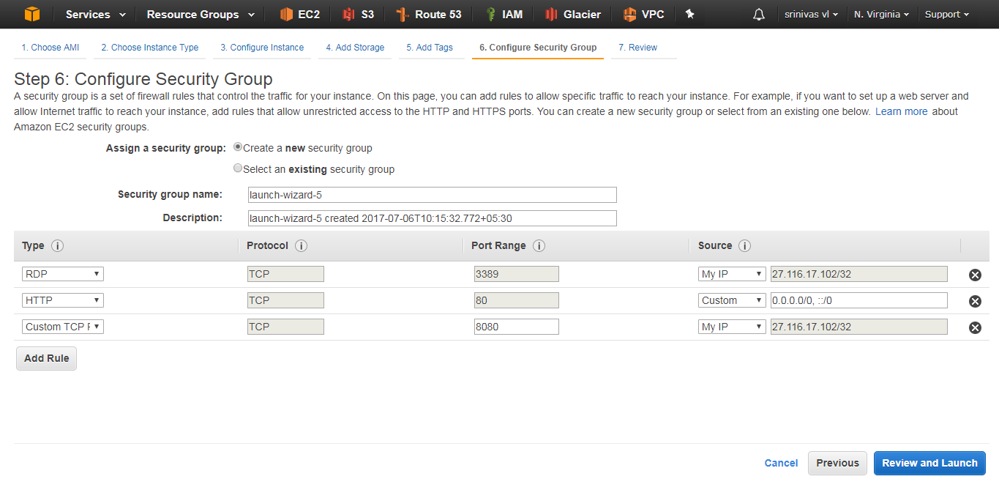 Services Resource Groups EC2 S3 Route 53 IAM Glacier VPC srinivas vl N. Virginia Support
1. Choose AMI 2. Choose Instance Type 3. Configure Instance 4. Add Storage 5. Add Tags 6. Configure Security Group 7. Review
Step 6: Configure Security Group
A security group is a set of firewall rules that control the traffic for your instance. On this page, you can add rules to allow specific traffic to reach your instance. For example, if you want to set up a web server and
allow Internet traffic to reach your instance, add rules that allow unrestricted access to the HTTP and HTTPS ports. You can create a new security group or select from an existing one below. Learn more about
Amazon EC2 security groups.
Assign a security group: Create a new security group
Select an existing security group
Security group name: launch-wizard-5
Description: launch-wizard-5 created 2017-07-06T10:15:32.772+05:30
Type i Protocol i Port Range i Source i
RDP TCP 3389 My IP 27.116.17.102/32
HTTP TCP 80 Custom 0.0.0.0/0, ::/0
Custom TCP TCP 8080 My IP 27.116.17.102/32
Add Rule
Cancel Previous Review and Launch